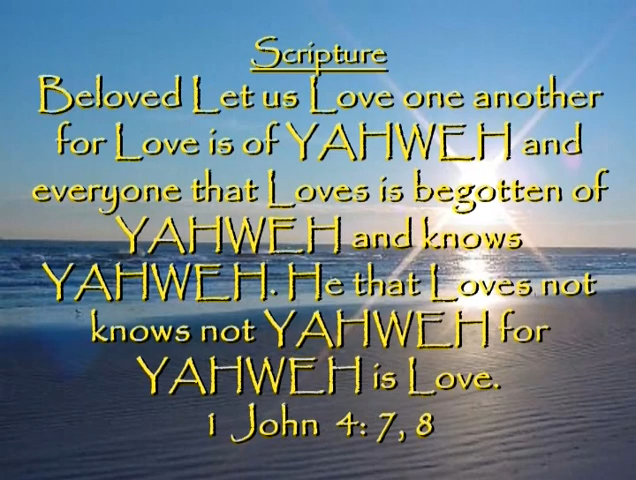 Scripture
Beloved Let us Love one another
for Love is of YAHWEH and
everyone that Loves is begotten of
YAHWEH and knows
YAHWEH. He that Loves not
knows not YAHWEH for
YAHWEH is Love.
1 John 4: 7, 8